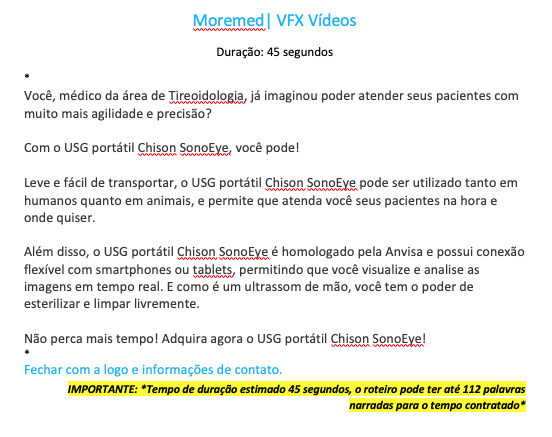 Moremed| VFX Vídeos
Duração: 45 segundos
*
Você, médico da área de Tireoidologia, já imaginou poder atender seus pacientes com
muito mais agilidade e precisão?
Com o USG portátil Chison SonoEye, você pode!
Leve e fácil de transportar, o USG portátil Chison SonoEye pode ser utilizado tanto em
humanos quanto em animais, e permite que atenda você seus pacientes na hora e
onde quiser.
Além disso, o USG portátil Chison SonoEye é homologado pela Anvisa e possui conexão
flexível com smartphones ou tablets, permitindo que você visualize e analise as
imagens em tempo real. E como é um ultrassom de mão, você tem o poder de
esterilizar e limpar livremente.
Não perca mais tempo! Adquira agora o USG portátil Chison SonoEye!
*
Fechar com a logo e informações de contato.
IMPORTANTE: *Tempo de duração estimado 45 segundos, o roteiro pode ter até 112 palavras
narradas para o tempo contratado*